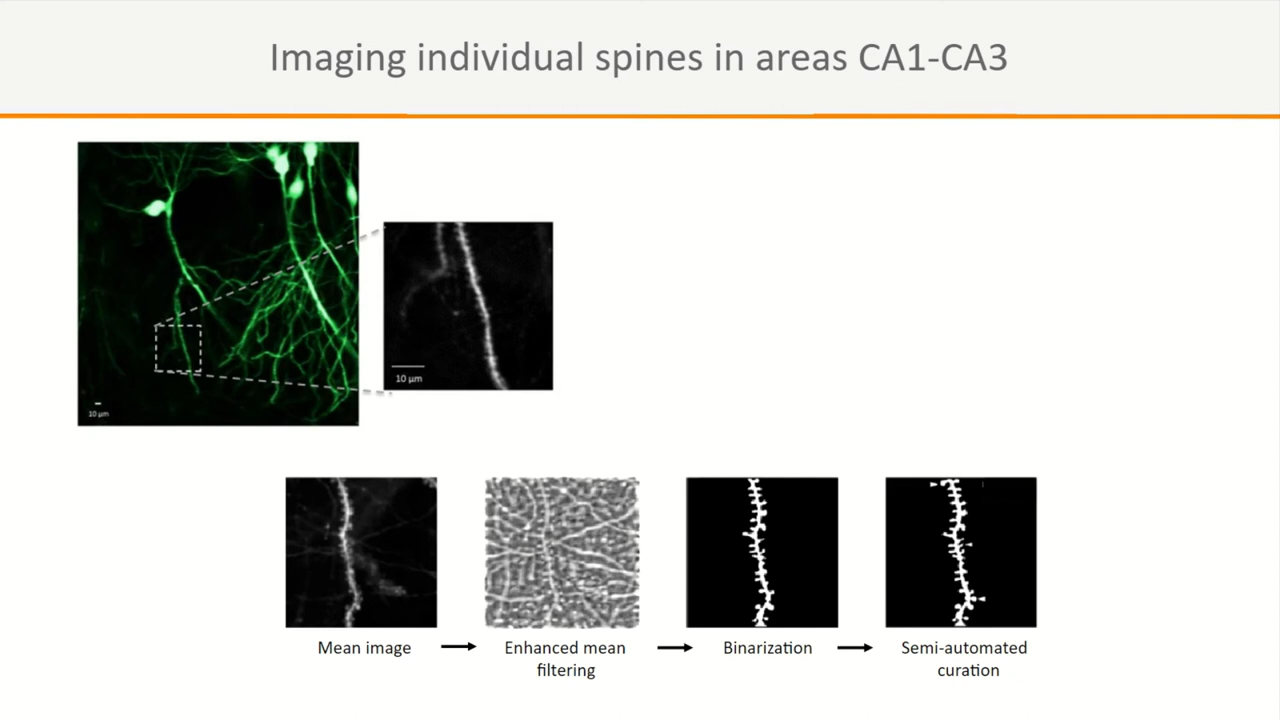 Imaging individual spines in areas CA1-CA3
10 μm
10 μm
Mean image
Enhanced mean
filtering
Binarization
Semi-automated
curation